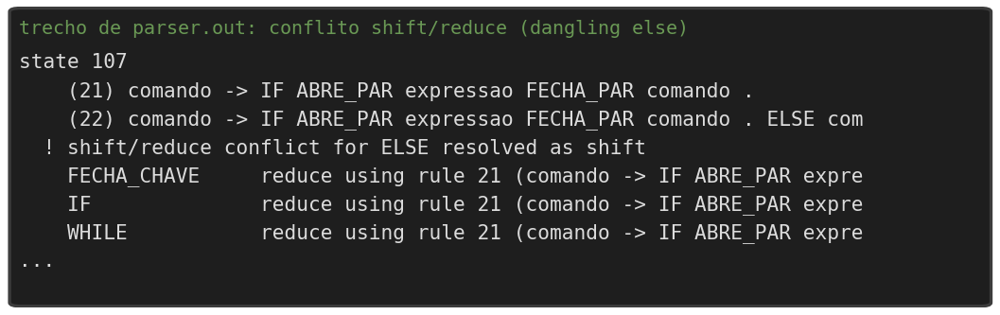 trecho de parser.out: conflito shift/reduce (dangling else)
state 107
    (21) comando -> IF ABRE_PAR expressao FECHA_PAR comando .
    (22) comando -> IF ABRE_PAR expressao FECHA_PAR comando . ELSE com
  ! shift/reduce conflict for ELSE resolved as shift
    FECHA_CHAVE     reduce using rule 21 (comando -> IF ABRE_PAR expre
    IF              reduce using rule 21 (comando -> IF ABRE_PAR expre
    WHILE           reduce using rule 21 (comando -> IF ABRE_PAR expre
...